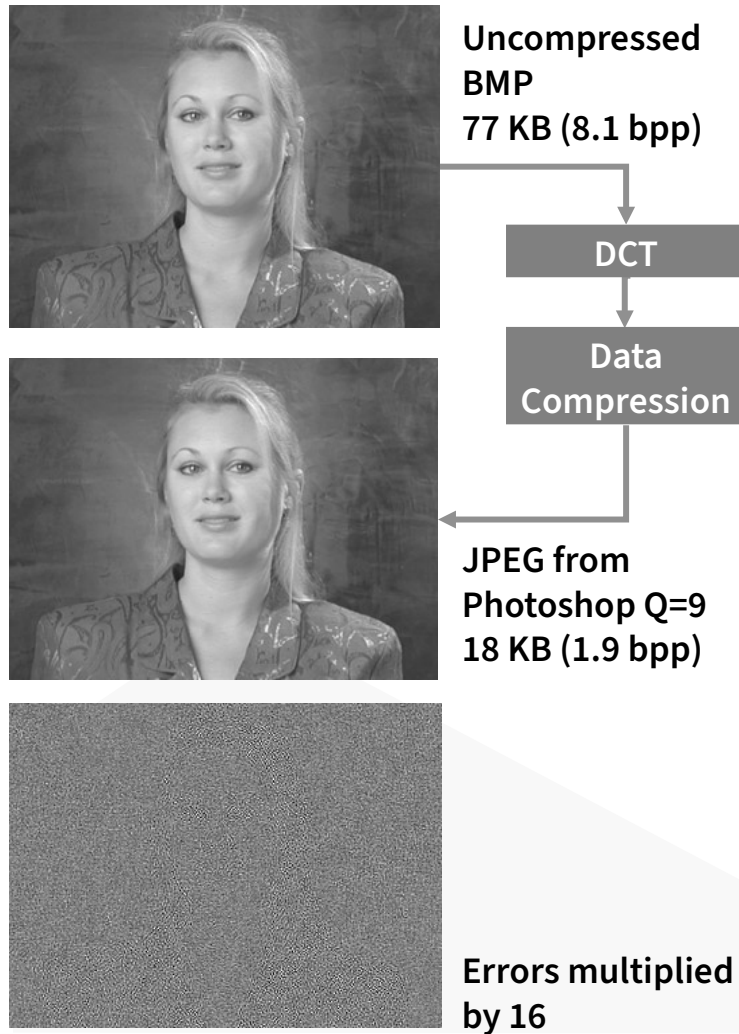 Uncompressed
BMP
77 KB (8.1 bpp)
DCT
Data
Compression
JPEG from
Photoshop Q=9
18 KB (1.9 bpp)
Errors multiplied
by 16